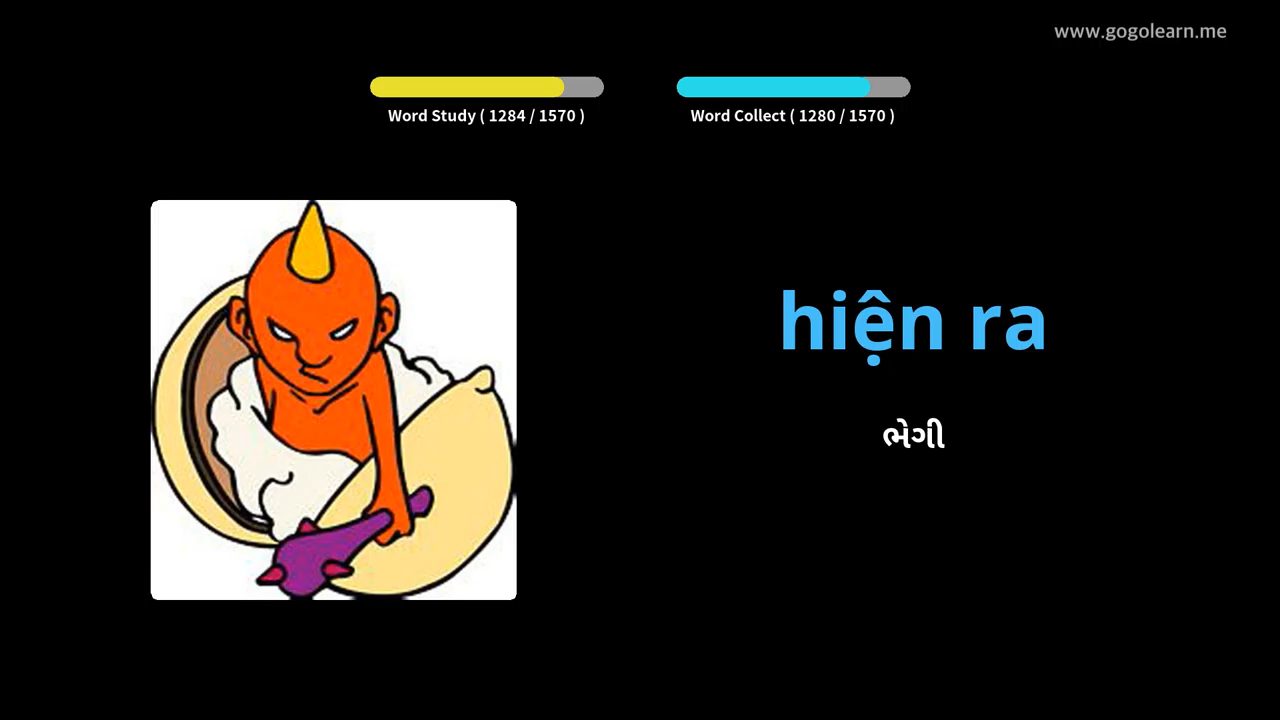 www.gogolearn.me
Word Study ( 1284 / 1570 )
Word Collect ( 1280 / 1570 )
hiện ra
ભેગી